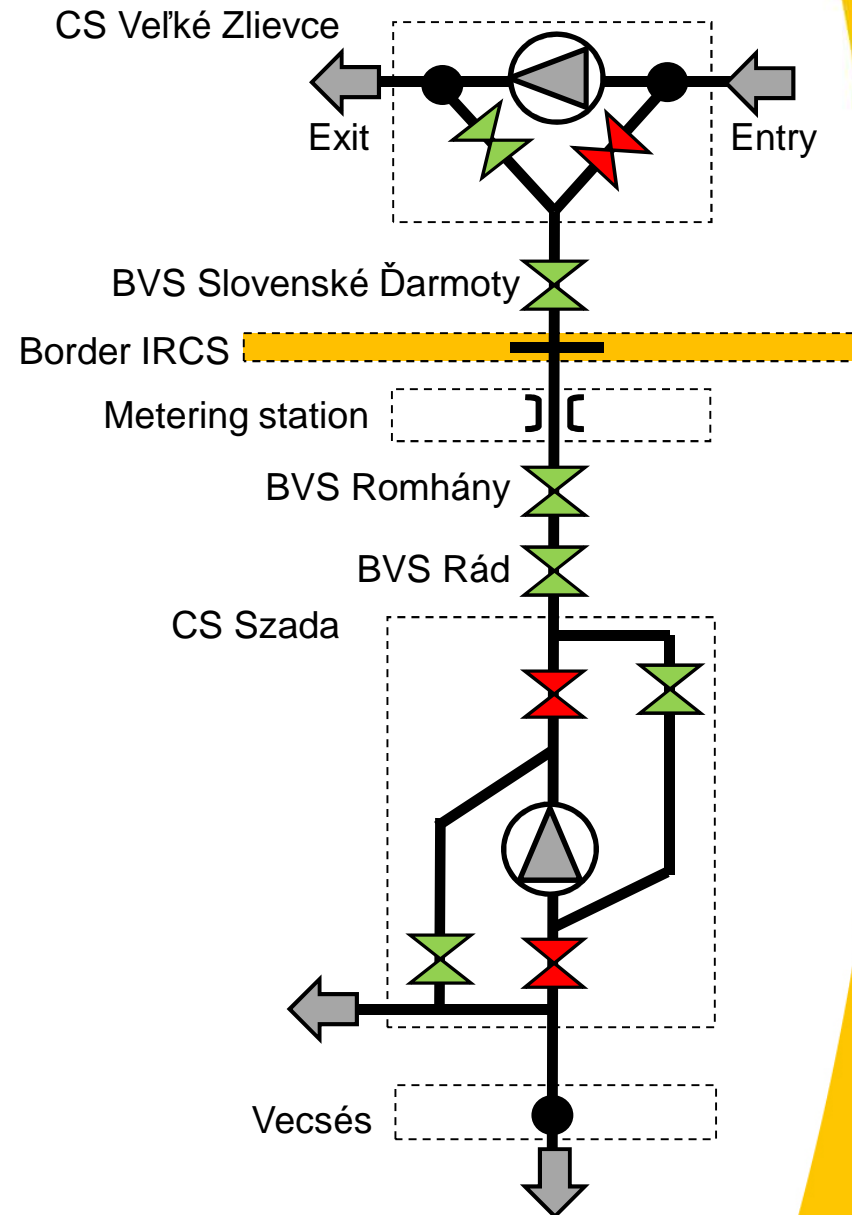 CS Veľké Zlievce
Exit
Entry
BVS Slovenské Ďarmoty
Border IRCS
Metering station
BVS Romhány
BVS Rád
CS Szada
Vecsés